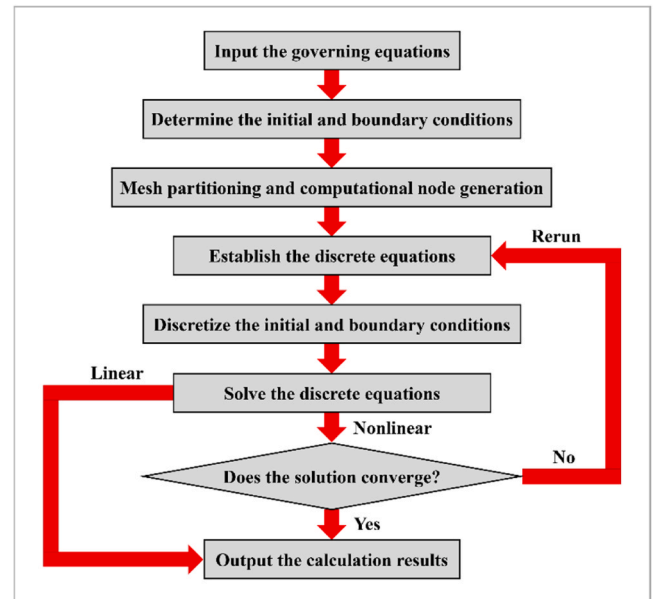 Input the governing equations
Determine the initial and boundary conditions
Mesh partitioning and computational node generation
Rerun
Establish the discrete equations
Discretize the initial and boundary conditions
Linear
Solve the discrete equations
Nonlinear
Does the solution converge?
No
Yes
Output the calculation results